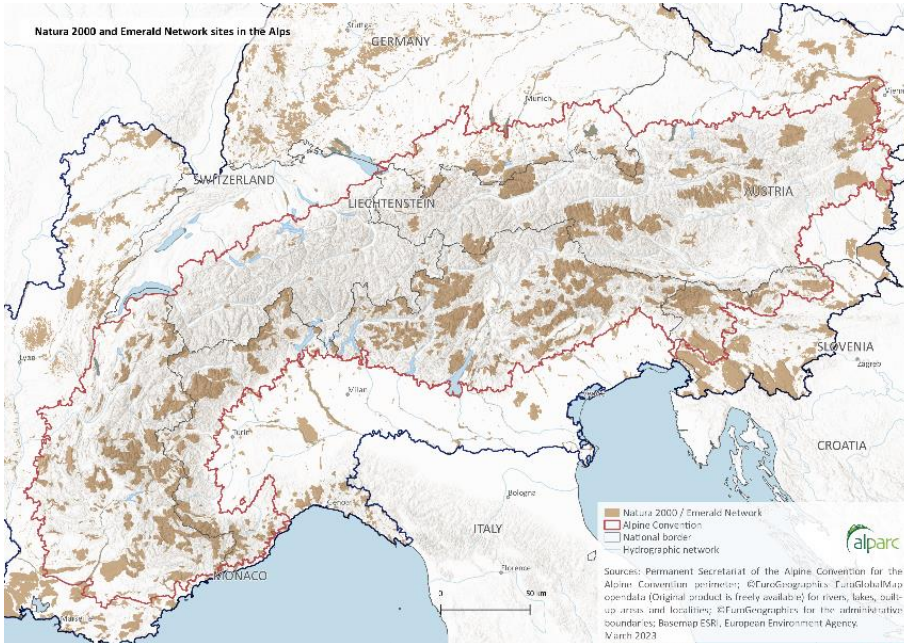 Natura 2000 and Emerald Network sites in the Alps
Stuttgart
GERMANY
Munich
Vienna
SWITZERLAND
LIECHTENSTEIN
AUSTRIA
Lyon
SLOVENIA
Zagreb
Milan
Turin
CROATIA
Genoa
Bologna
ITALY
Florence
MONACO
Marseille
0 50 km
Natura 2000 / Emerald Network
Alpine Convention
National border
Hydrographic network
alparc
Sources: Permanent Secretariat of the Alpine Convention for the
Alpine Convention perimeter; ©EuroGeographics EuroGlobalMap
opendata (Original product is freely available) for rivers, lakes, built-
up areas and localities; ©EuroGeographics for the administrative
boundaries; Basemap ESRI, European Environment Agency.
March 2023